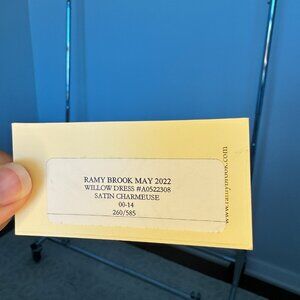 RAMY BROOK MAY 2022
WILLOW DRESS #A0522308
SATIN CHARMEUSE
00-14
260/585
www.ramybrook.com